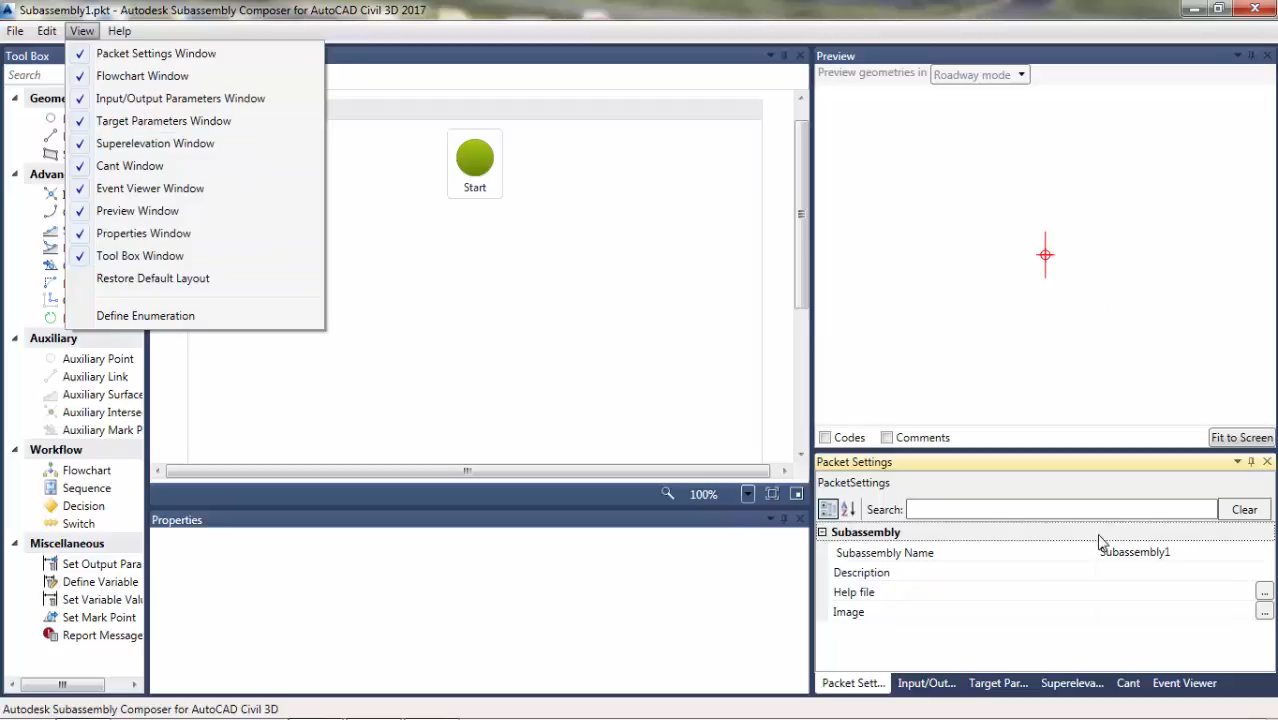 Subassembly1.pkt - Autodesk Subassembly Composer for AutoCAD Civil 3D 2017
File Edit View Help
Tool Box
Search
Geome
Advan
Auxiliary
Auxiliary Point
Auxiliary Link
Auxiliary Surface
Auxiliary Interse
Auxiliary Mark P
Workflow
Flowchart
Sequence
Decision
Switch
Miscellaneous
Set Output Para
Define Variable
Set Variable Valu
Set Mark Point
Report Message
Packet Settings Window
Flowchart Window
Input/Output Parameters Window
Target Parameters Window
Superelevation Window
Cant Window
Event Viewer Window
Preview Window
Properties Window
Tool Box Window
Restore Default Layout
Define Enumeration
Start
100%
Properties
Preview
Preview geometries in Roadway mode
Codes Comments Fit to Screen
Packet Settings
PacketSettings
Search: Clear
Subassembly
Subassembly Name Subassembly1
Description
Help file ...
Image ...
Packet Sett... Input/Out... Target Par... Supereleva... Cant Event Viewer
Autodesk Subassembly Composer for AutoCAD Civil 3D